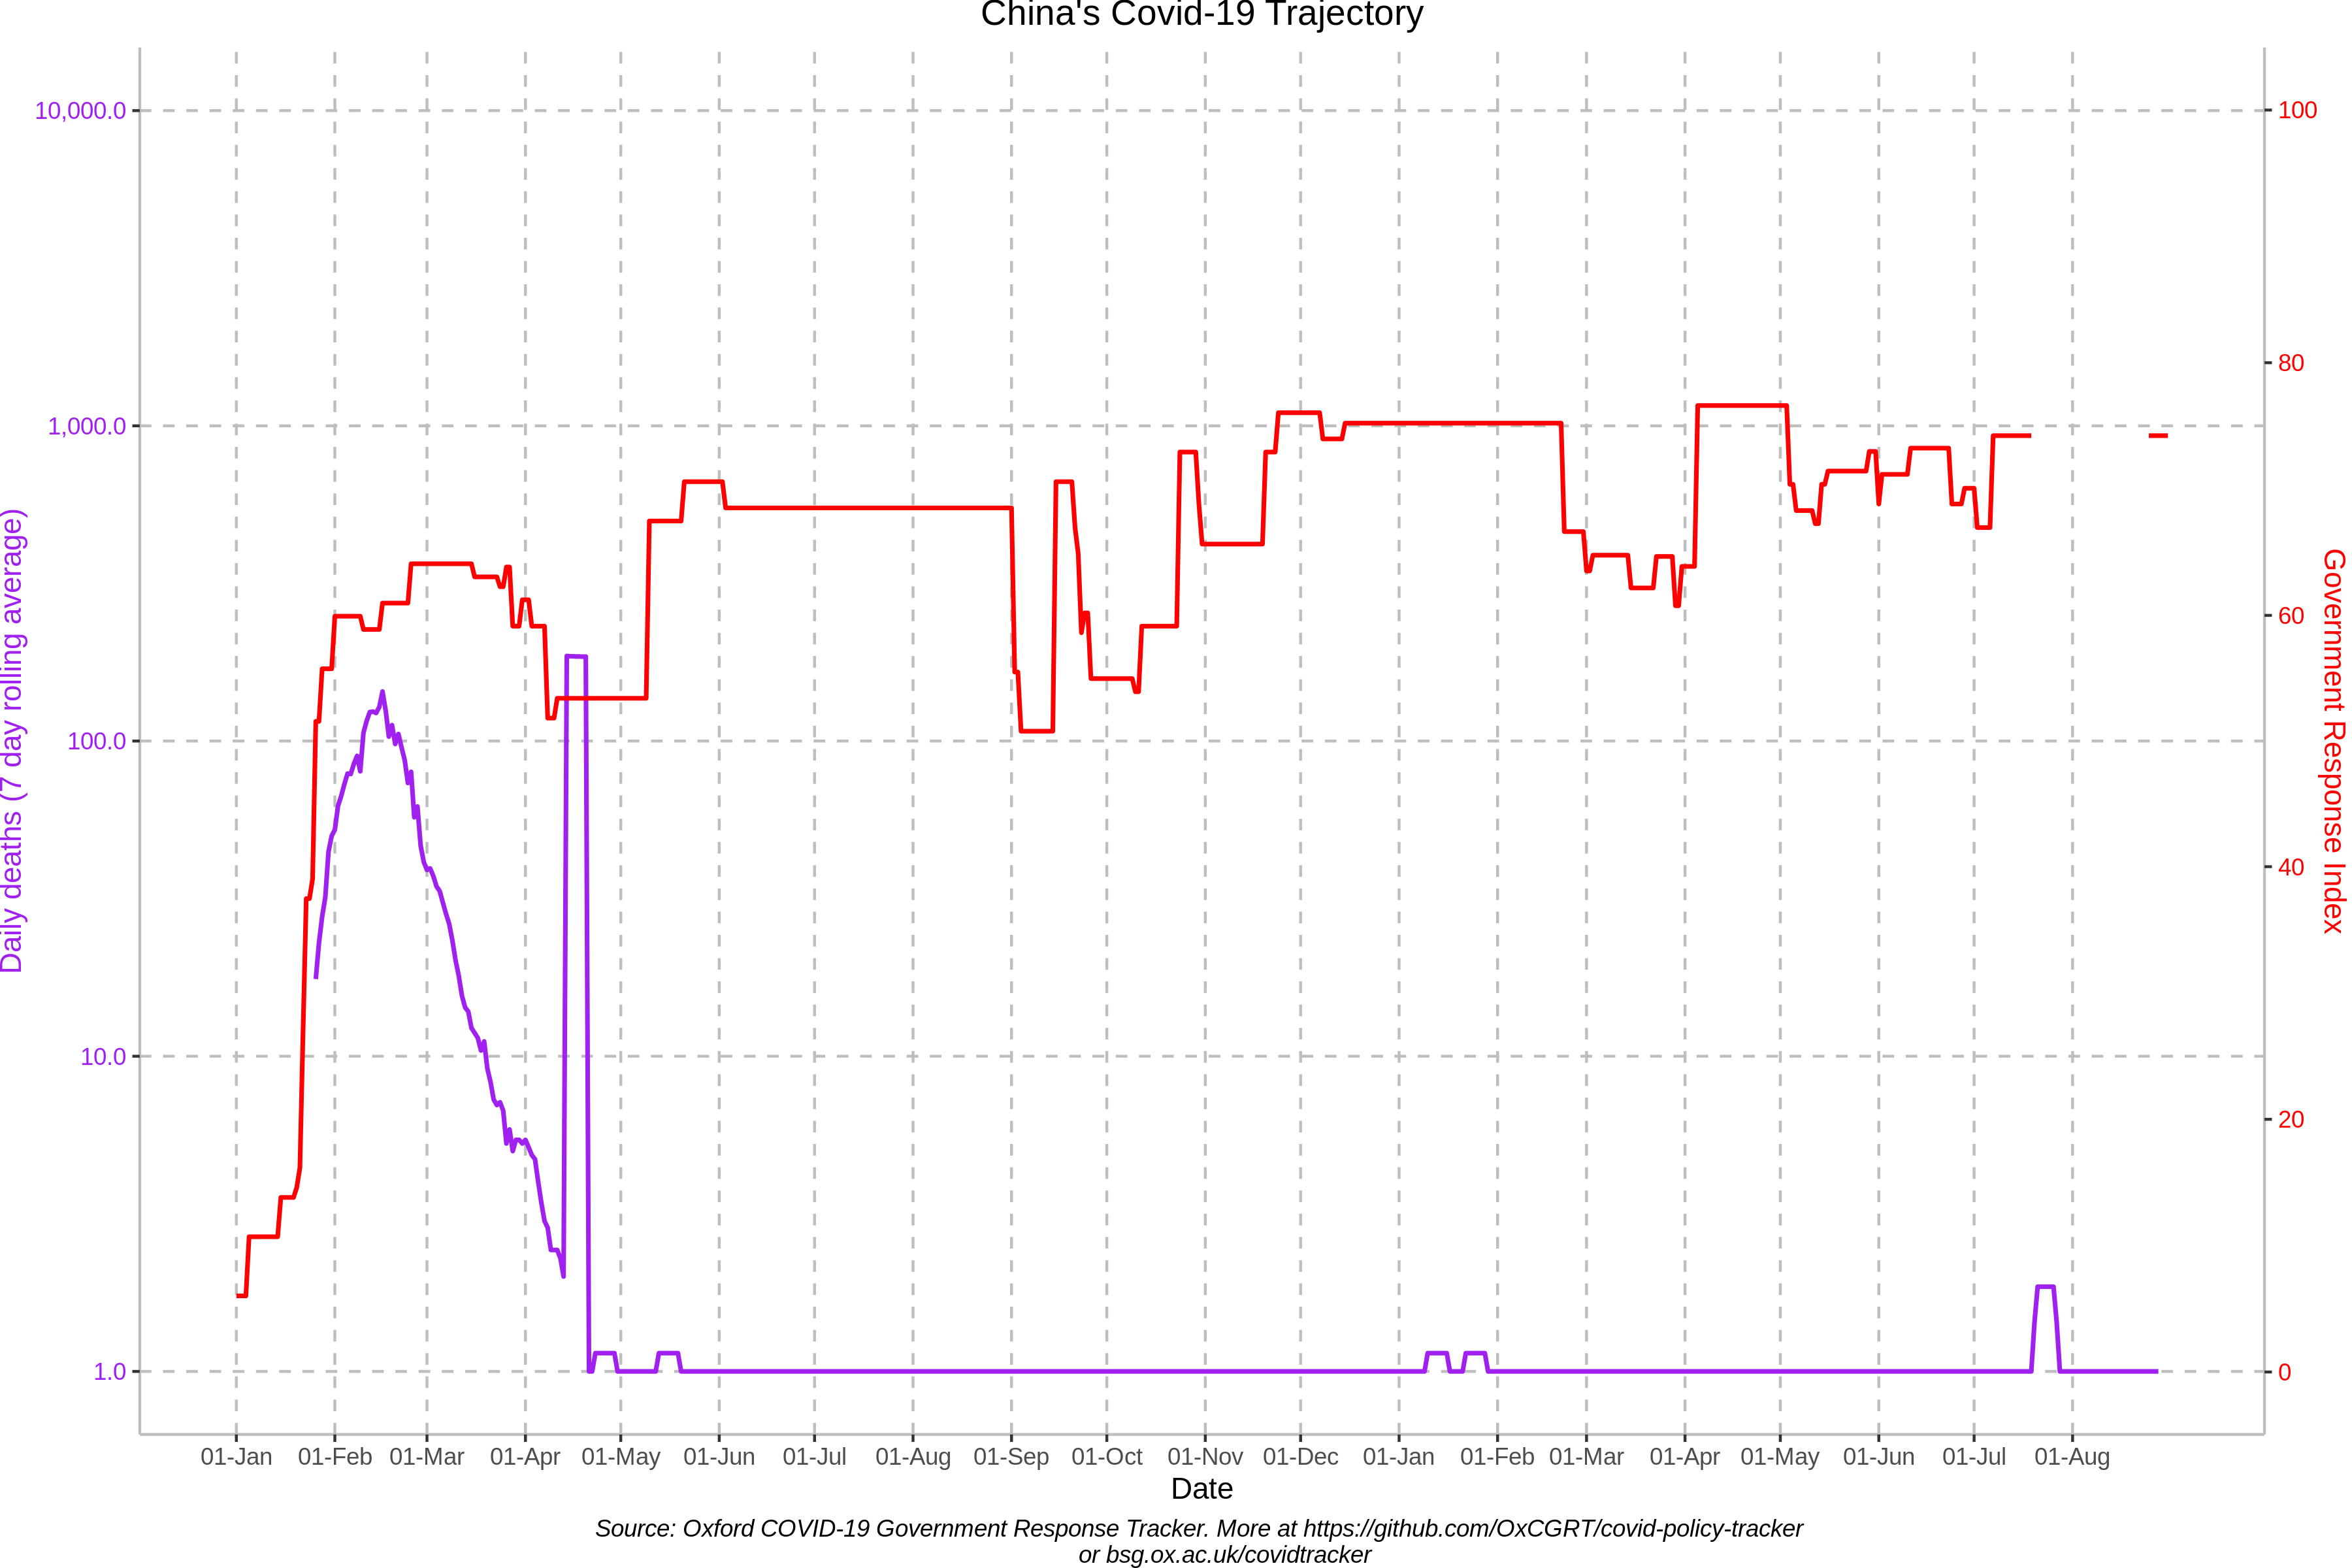 China's Covid-19 Trajectory
10,000.0
1,000.0
100.0
10.0
1.0
Daily deaths (7 day rolling average)
100
80
60
40
20
0
Government Response Index
01-Jan 01-Feb 01-Mar 01-Apr 01-May 01-Jun 01-Jul 01-Aug 01-Sep 01-Oct 01-Nov 01-Dec 01-Jan 01-Feb 01-Mar 01-Apr 01-May 01-Jun 01-Jul 01-Aug
Date
Source: Oxford COVID-19 Government Response Tracker. More at https://github.com/OxCGRT/covid-policy-tracker
or bsg.ox.ac.uk/covidtracker